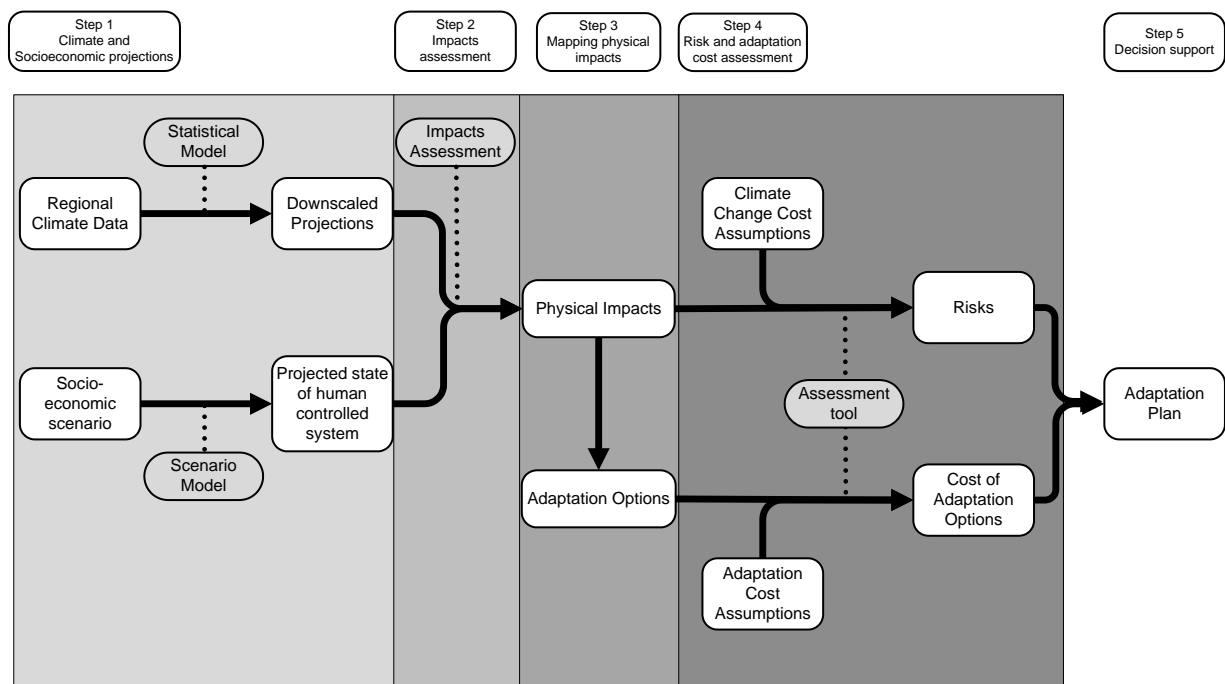 Step 1
Climate and
Socioeconomic projections
Step 2
Impacts
assessment
Step 3
Mapping physical
impacts
Step 4
Risk and adaptation
cost assessment
Step 5
Decision support
Statistical
Model
Impacts
Assessment
Regional
Climate Data
Downscaled
Projections
Climate
Change Cost
Assumptions
Physical Impacts
Risks
Socio-
economic
scenario
Projected state
of human
controlled
system
Assessment
tool
Adaptation
Plan
Scenario
Model
Adaptation Options
Cost of
Adaptation
Options
Adaptation
Cost
Assumptions